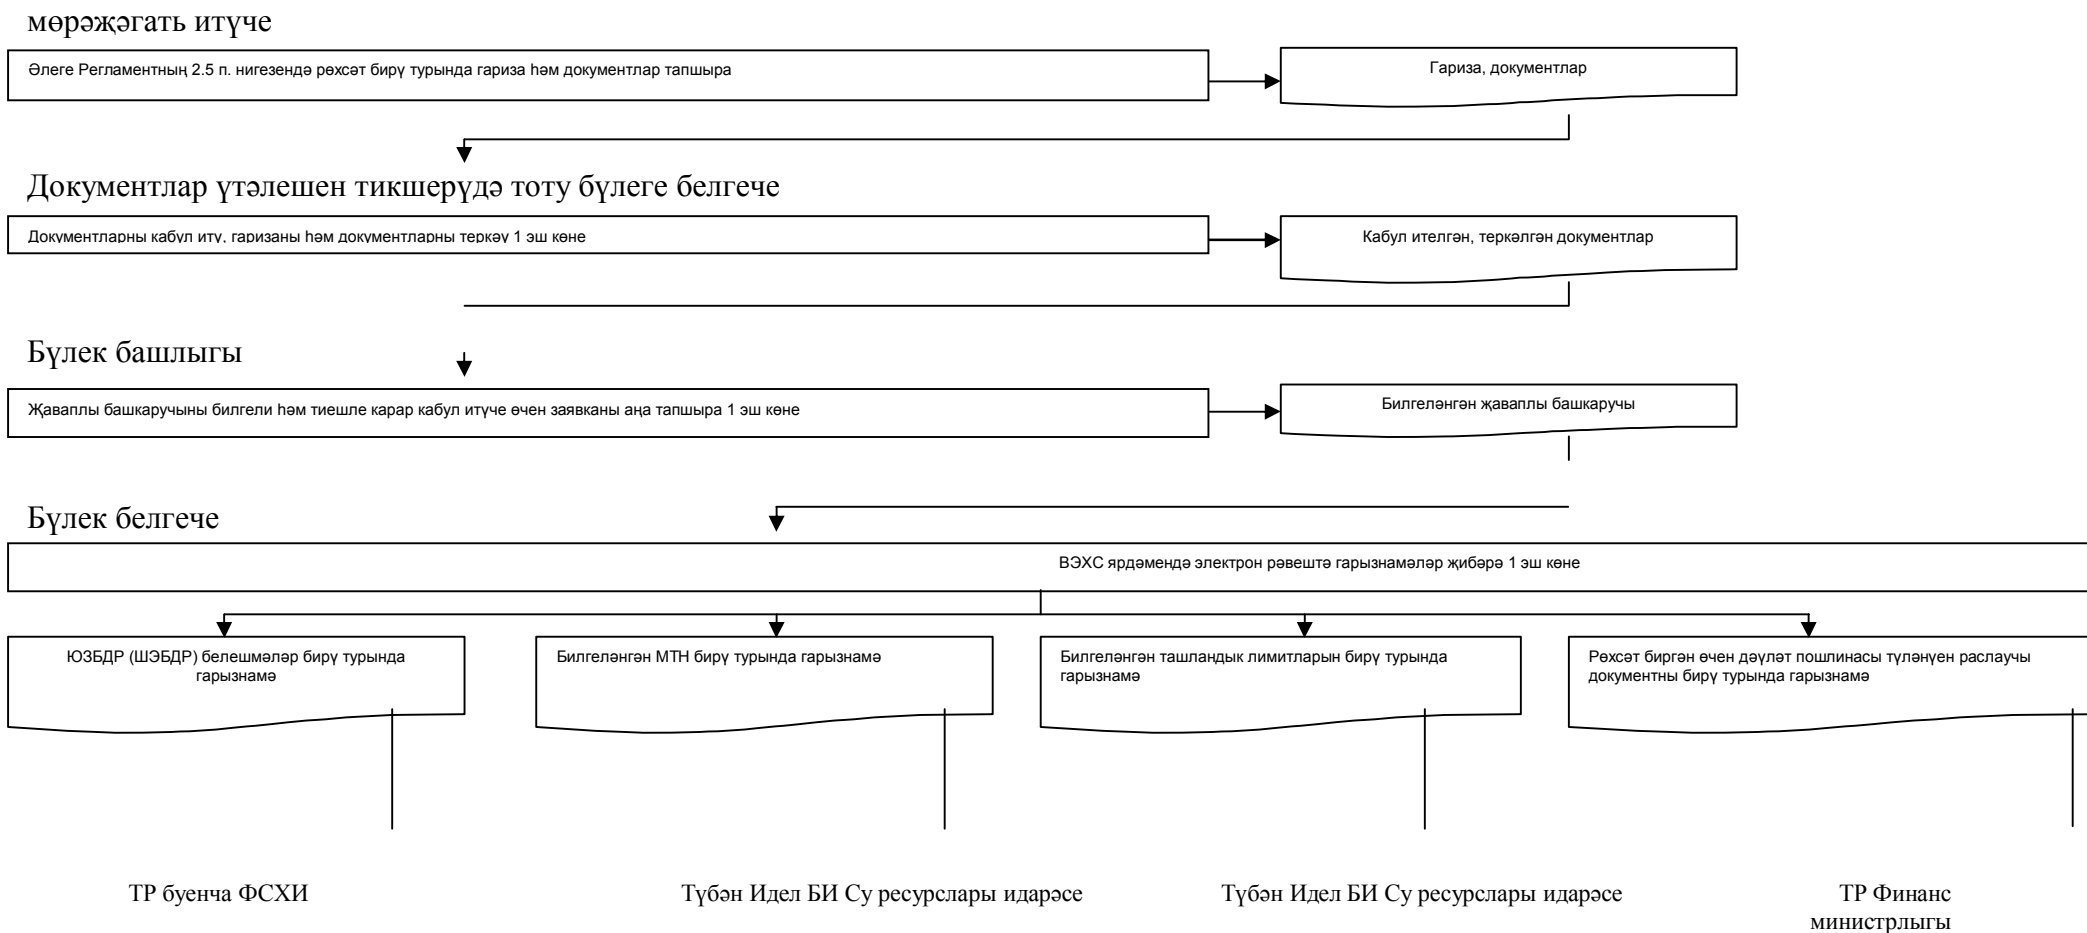 мөрәҗәгать итүче
Әлеге Регламентның 2.5 п. нигезендә рөхсәт бирү турында гариза һәм документлар тапшыра
Гариза, документлар
Документлар үтәлешен тикшерүдә тоту бүлеге белгече
Документларны кабул итү, гаризаны һәм документларны теркәү 1 эш көне
Кабул ителгән, теркәлгән документлар
Бүлек башлыгы
Җаваплы башкаручыны билгели һәм тиешле карар кабул итүче өчен заявканы аңа тапшыра 1 эш көне
Билгеләнгән җаваплы башкаручы
Бүлек белгече
ВЭХС ярдәмендә электрон рәвештә гарызнамәләр җибәрә 1 эш көне
ЮЗБДР (ШЭБДР) белешмәләр бирү турында
гарызнамә
Билгеләнгән МТН бирү турында гарызнамә
Билгеләнгән ташландык лимитларын бирү турында
гарызнамә
Рөхсәт биргән өчен дәүләт пошлинасы түләнүен раслаучы
документны бирү турында гарызнамә
ТР буенча ФСХИ
Түбән Идел БИ Су ресурслары идарәсе
Түбән Идел БИ Су ресурслары идарәсе
ТР Финанс
министрлыгы